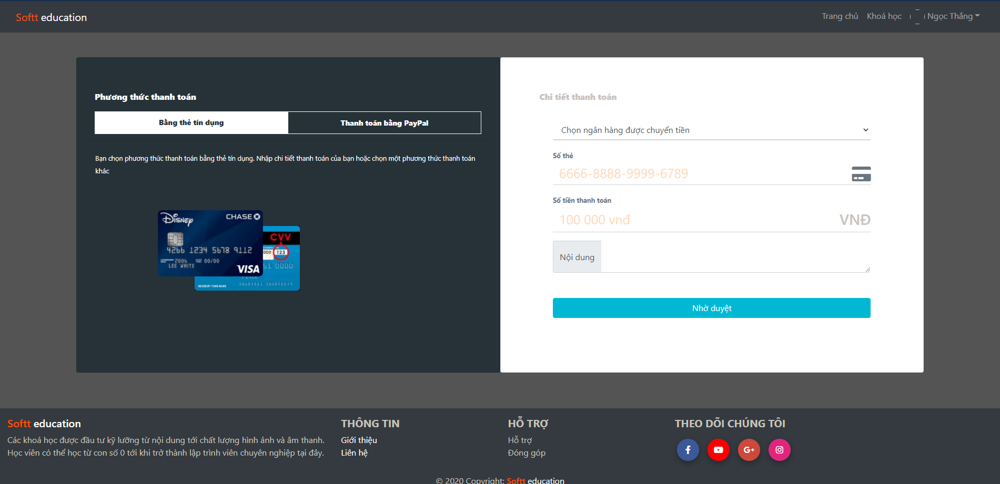 Softt education
Trang chủ Khoá học Ngọc Thắng
Phương thức thanh toán
Bằng thẻ tín dụng Thanh toán bằng PayPal
Bạn chọn phương thức thanh toán bằng thẻ tín dụng. Nhập chi tiết thanh toán của bạn hoặc chọn một phương thức thanh toán
khác
Disney CHASE
4266 1234 5678 9112
2006 00/00
LEE WHITE
VISA
CVV
000 123
51 0000
ISSUED BY YOUR BANK
Chi tiết thanh toán
Chọn ngân hàng được chuyển tiền
Số thẻ
6666-8888-9999-6789
Số tiền thanh toán
100 000 vnđ VNĐ
Nội dung
Nhờ duyệt
Softt education
Các khoá học được đầu tư kỹ lưỡng từ nội dung tới chất lượng hình ảnh và âm thanh.
Học viên có thể học từ con số 0 tới khi trở thành lập trình viên chuyên nghiệp tại đây.
THÔNG TIN
Giới thiệu
Liên hệ
HỖ TRỢ
Hỗ trợ
Đóng góp
THEO DÕI CHÚNG TÔI
G+
© 2020 Copyright: Softt education